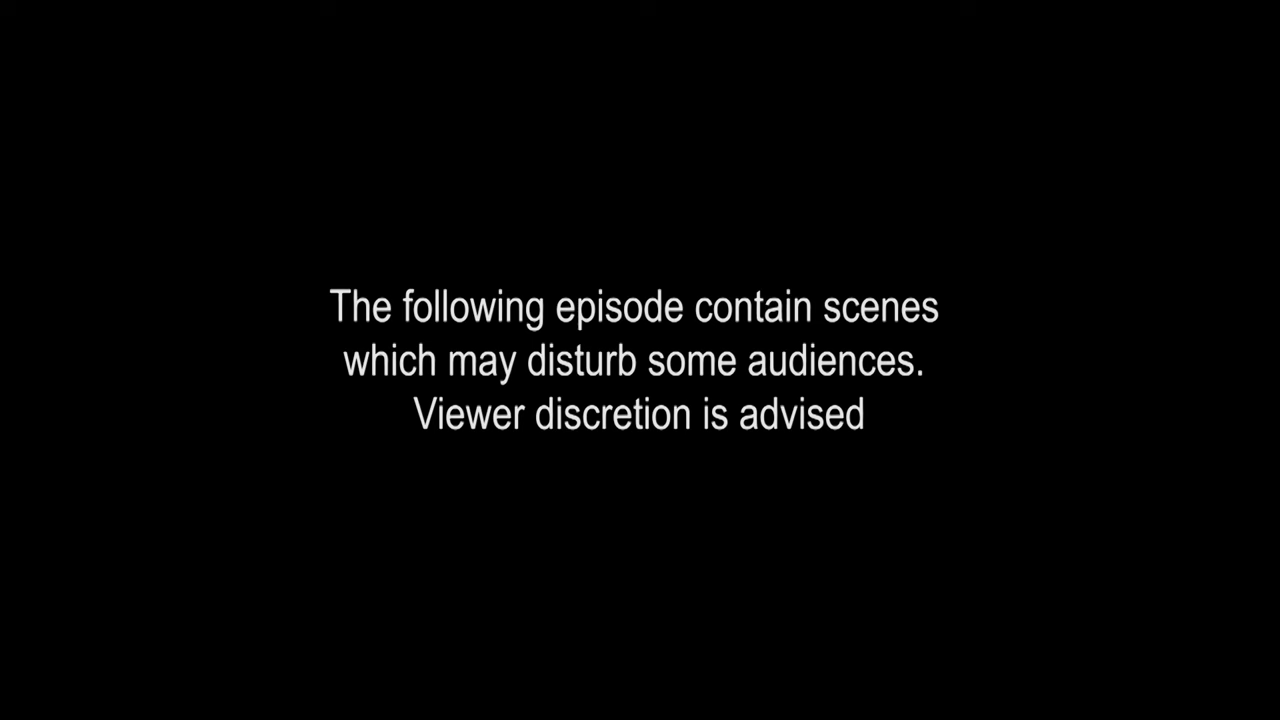 The following episode contain scenes
which may disturb some audiences.
Viewer discretion is advised